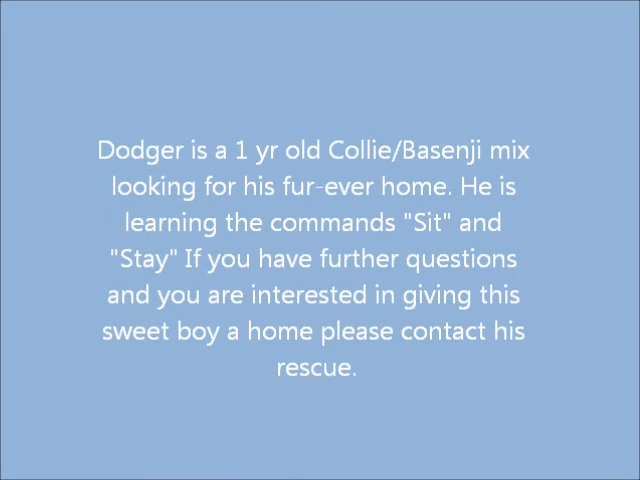 Dodger is a 1 yr old Collie/Basenji mix
looking for his fur-ever home. He is
learning the commands "Sit" and
"Stay" If you have further questions
and you are interested in giving this
sweet boy a home please contact his
rescue.